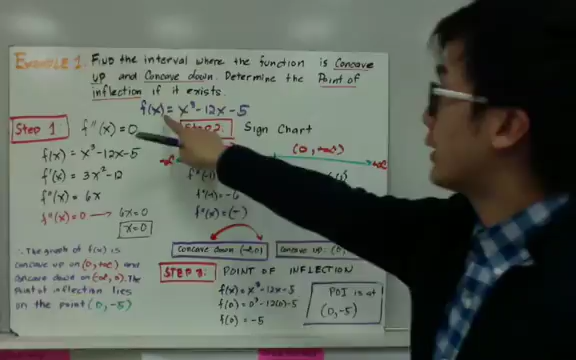 Example 1. Find the interval where the function is Concave
up and Concave down. Determine the Point of
inflection if it exists.
f(x) = x³-12x-5
Step 1
f''(x)=0
f(x) = x³-12x-5
f'(x) = 3x²-12
f''(x) = 6x
f''(x)=0 → 6x=0
x=0
∴ The graph of f(x) is
concave up on (0,+∞) and
concave down on (-∞,0). The
point of inflection lies
on the point (0,-5)
Step 2: Sign Chart
(0,+∞)
-∞ +∞
f''(-1)
f''(x) = -6
f''(x) = (-)
Concave down (-∞,0)
Concave up: (0,
STEP 3: POINT OF INFLECTION
f(x) = x³-12x-5
f(0) = 0³-12(0)-5
f(0) = -5
POI is at
(0,-5)